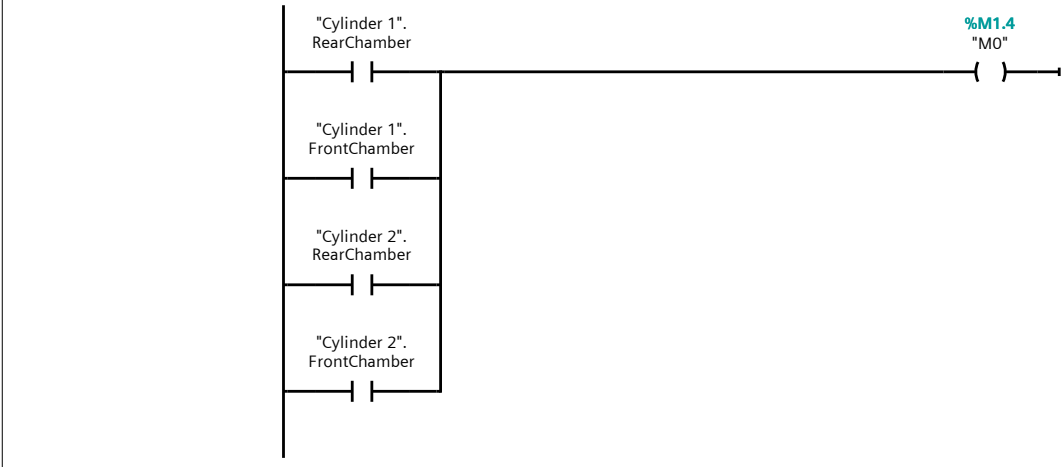 "Cylinder 1".
RearChamber
%M1.4
"M0"
"Cylinder 1".
FrontChamber
"Cylinder 2".
RearChamber
"Cylinder 2".
FrontChamber